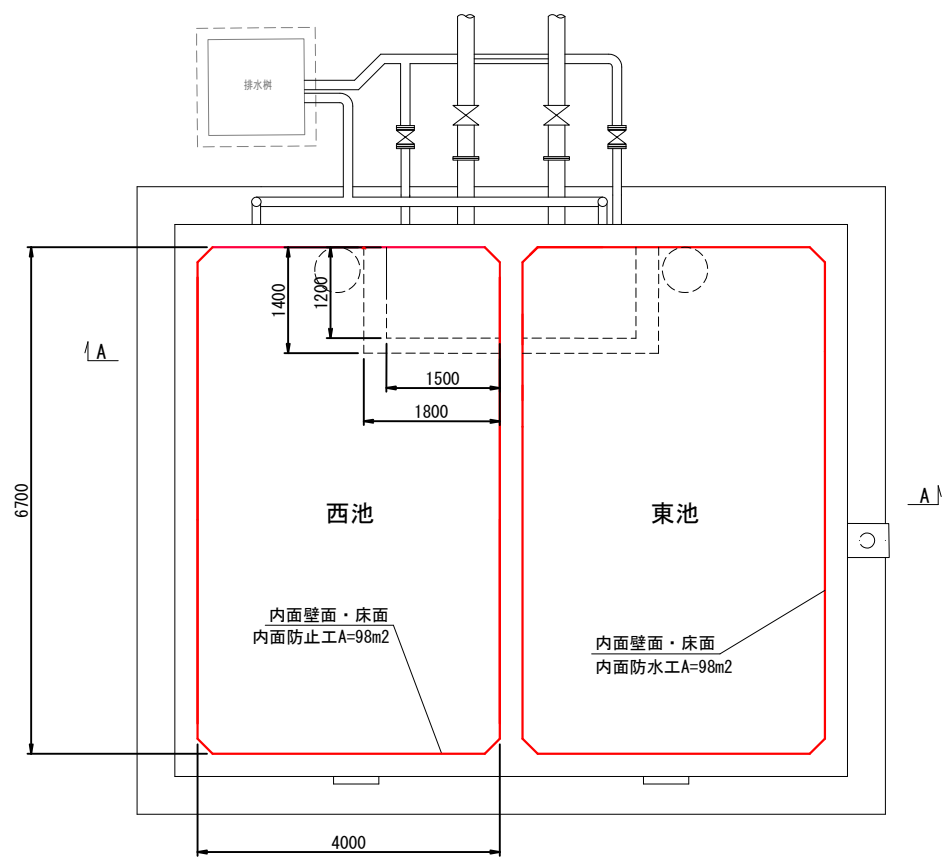 排水桝
1400
1200
A
1500
1800
6700
A
西池
東池
内面壁面・床面
内面防止工A=98m2
内面壁面・床面
内面防水工A=98m2
4000